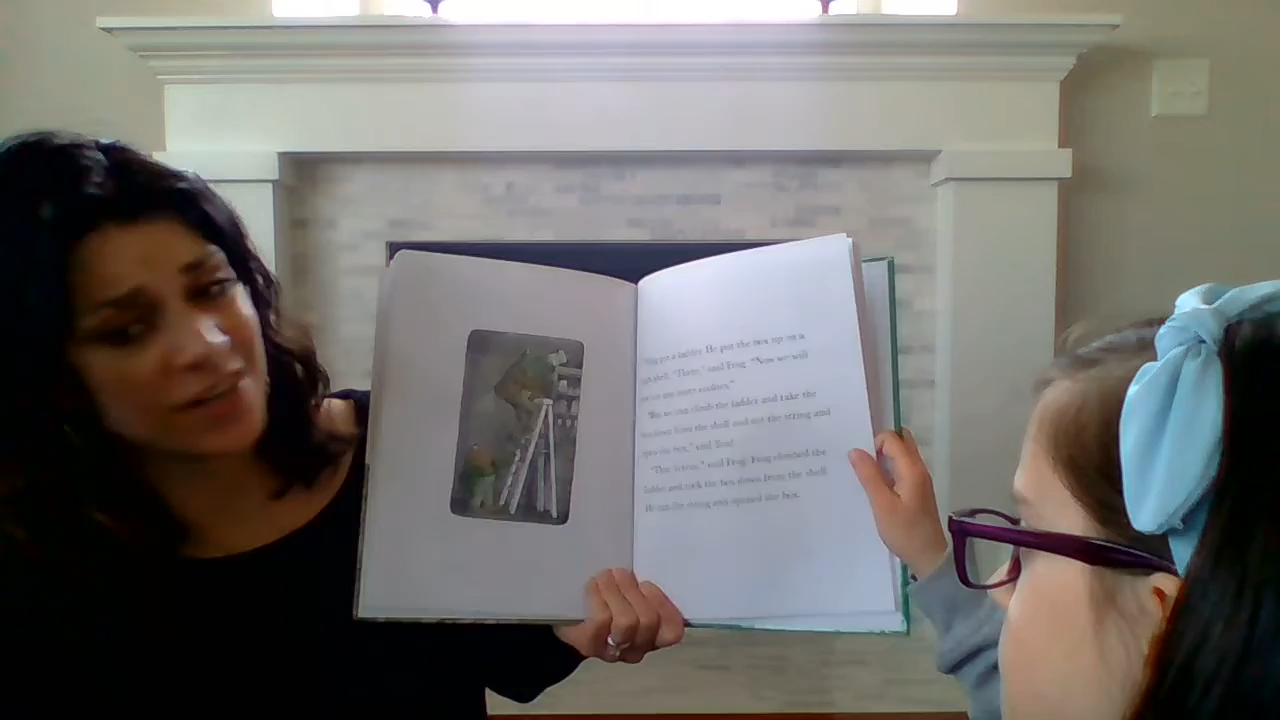 got a ladder. He put the box up on a
high shelf. "There," said Frog. "Now we will
not eat any more cookies."
"But we can climb the ladder and take the
box down from the shelf and cut the string and
open the box," said Toad.
"That is true," said Frog. Frog climbed the
ladder and took the box down from the shelf.
He cut the string and opened the box.